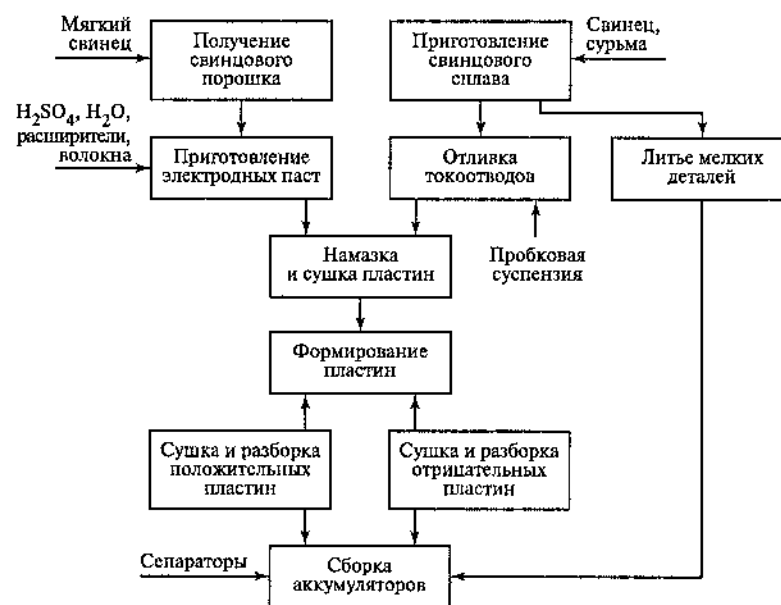 Мягкий
свинец
Получение
свинцового
порошка
Приготовление
свинцового
сплава
Свинец,
сурьма
H₂SO₄, H₂O,
расширители,
волокна
Приготовление
электродных паст
Отливка
токоотводов
Литье мелких
деталей
Намазка
и сушка пластин
Пробковая
суспензия
Формирование
пластин
Сушка и разборка
положительных
пластин
Сушка и разборка
отрицательных
пластин
Сепараторы
Сборка
аккумуляторов